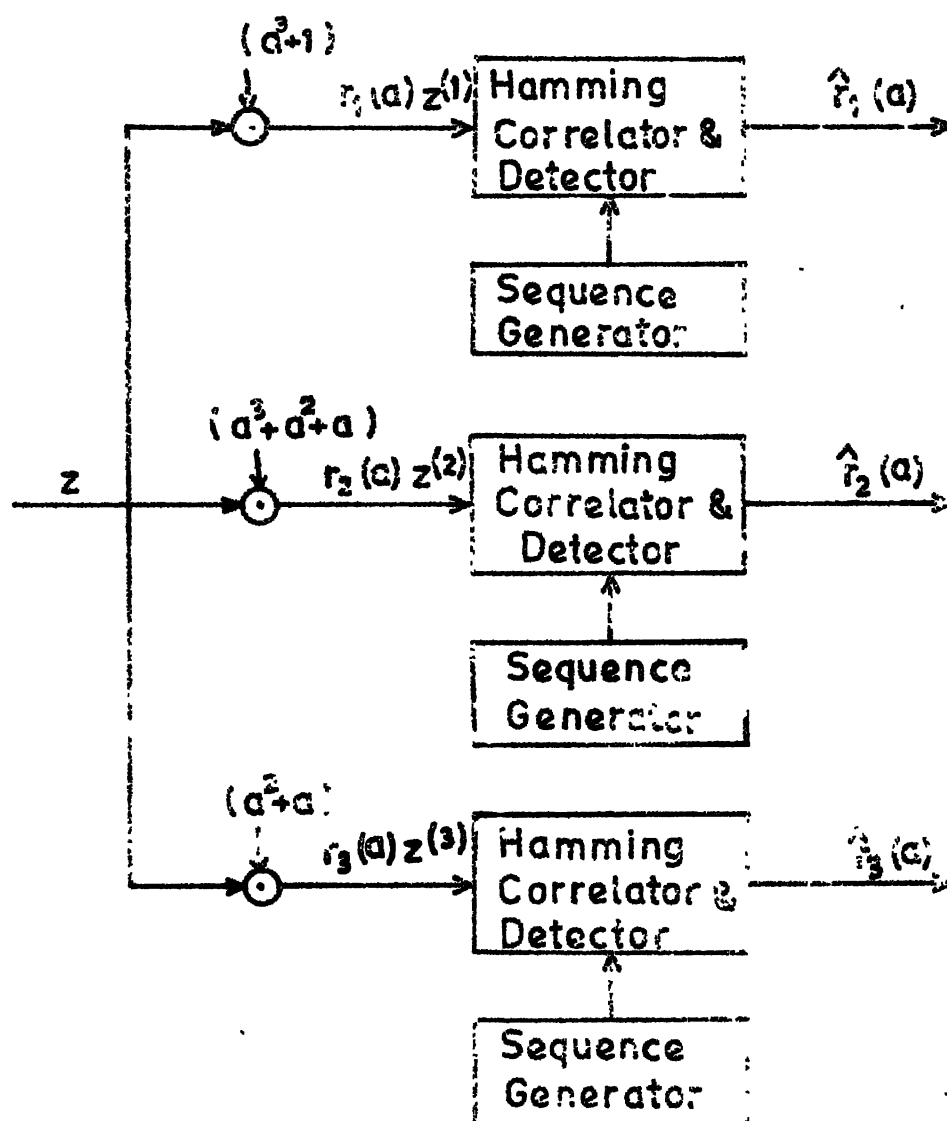 (a³+1)
r₁(a) z⁽¹⁾
Hamming
Correlator &
Detector
r̂₁(a)
Sequence
Generator
(a³+a²+a)
z
r₂(a) z⁽²⁾
Hamming
Correlator &
Detector
r̂₂(a)
Sequence
Generator
(a²+a)
r₃(a) z⁽³⁾
Hamming
Correlator &
Detector
r̂₃(a)
Sequence
Generator